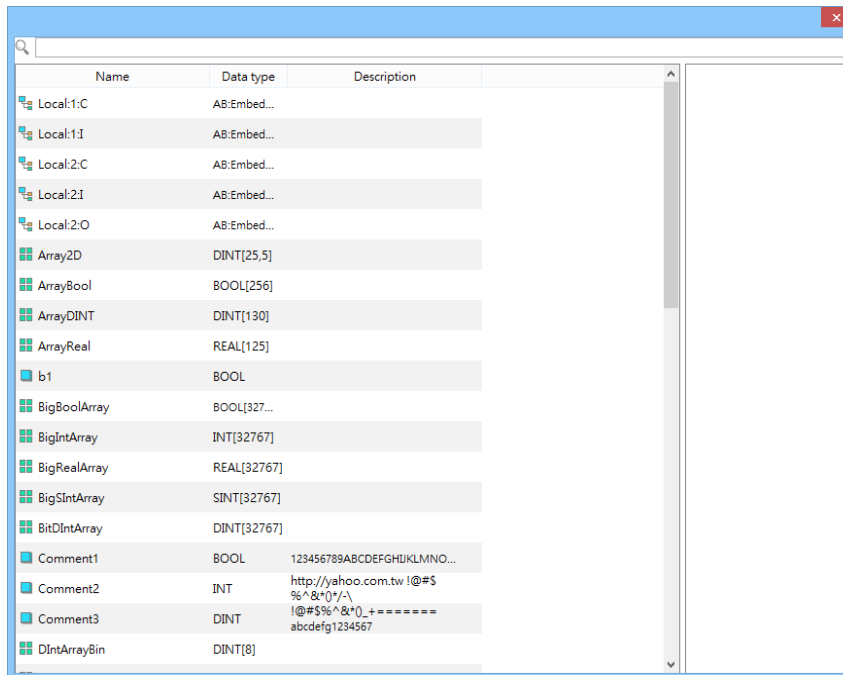 Name Data type Description
Local:1:C AB:Embed...
Local:1:I AB:Embed...
Local:2:C AB:Embed...
Local:2:I AB:Embed...
Local:2:O AB:Embed...
Array2D DINT[25,5]
ArrayBool BOOL[256]
ArrayDINT DINT[130]
ArrayReal REAL[125]
b1 BOOL
BigBoolArray BOOL[327...
BigIntArray INT[32767]
BigRealArray REAL[32767]
BigSIntArray SINT[32767]
BitDIntArray DINT[32767]
Comment1 BOOL 123456789ABCDEFGHIJKLMNO...
Comment2 INT http://yahoo.com.tw !@#$
%^&*()*/-\
Comment3 DINT !@#$%^&*()_+=======
abcdefg1234567
DIntArrayBin DINT[8]